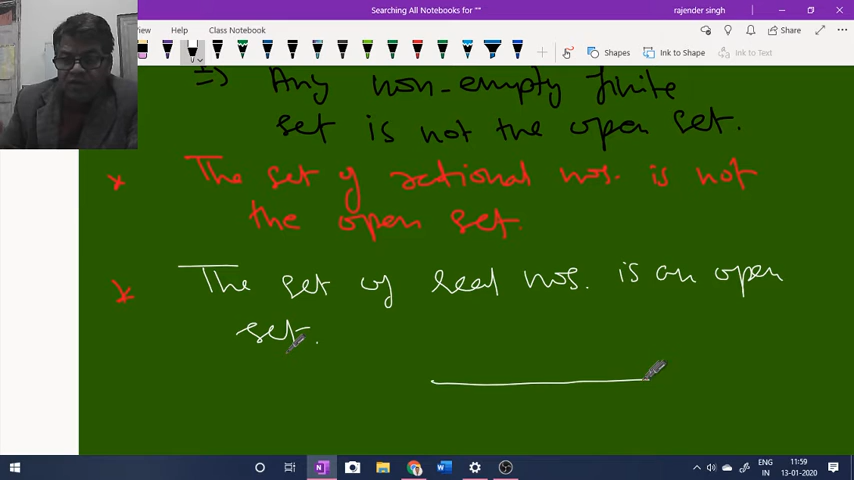 Searching All Notebooks for ""
rajender singh
View Help Class Notebook
Share
Shapes Ink to Shape Ink to Text
I) Any non-empty finite
set is not the open set.
The set of rational nos. is not
the open set.
The set of real nos. is an open
set.
ENG 11:59
IN 13-01-2020